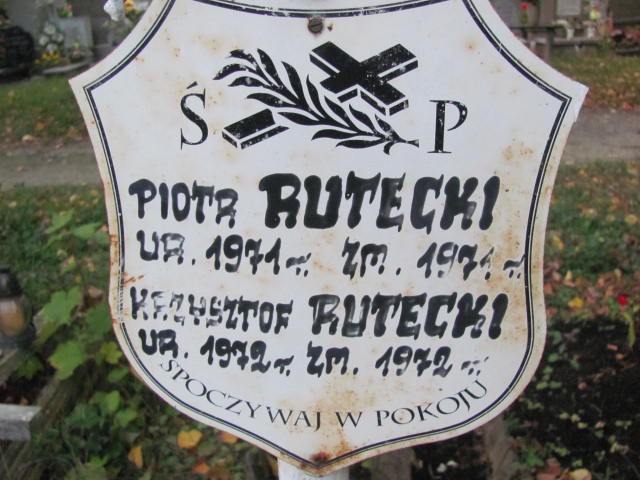 Ś P
PIOTR RUTECKI
UR. 1971 r. ZM. 1971 r.
KRZYSZTOF RUTECKI
UR. 1972 r. ZM. 1972 r.
SPOCZYWAJ W POKOJU